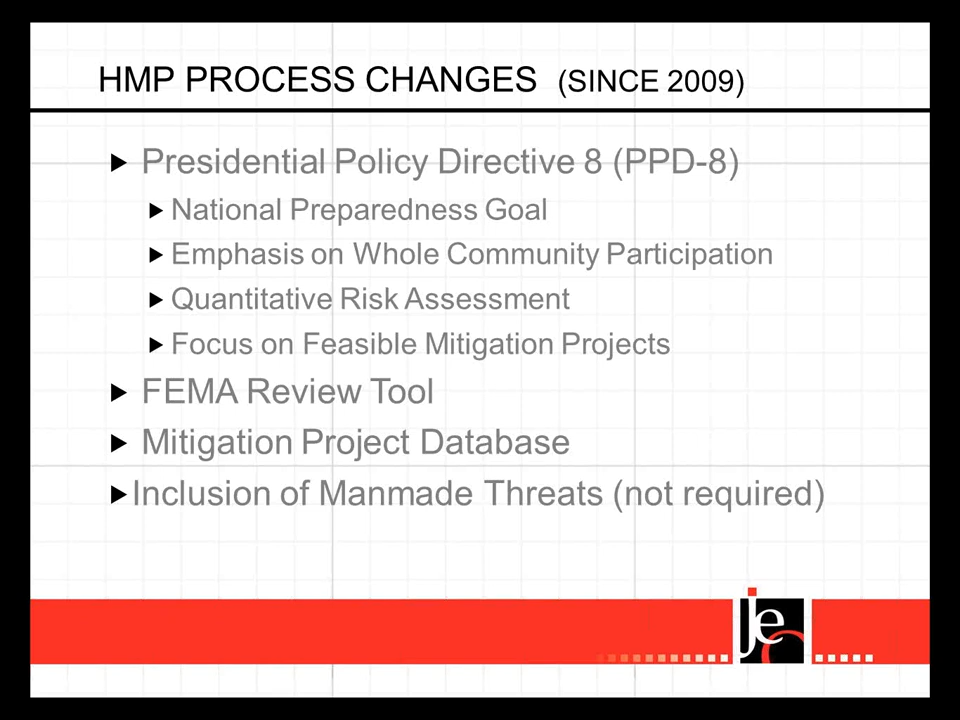 HMP PROCESS CHANGES (SINCE 2009)
Presidential Policy Directive 8 (PPD-8)
National Preparedness Goal
Emphasis on Whole Community Participation
Quantitative Risk Assessment
Focus on Feasible Mitigation Projects
FEMA Review Tool
Mitigation Project Database
Inclusion of Manmade Threats (not required)
jeo